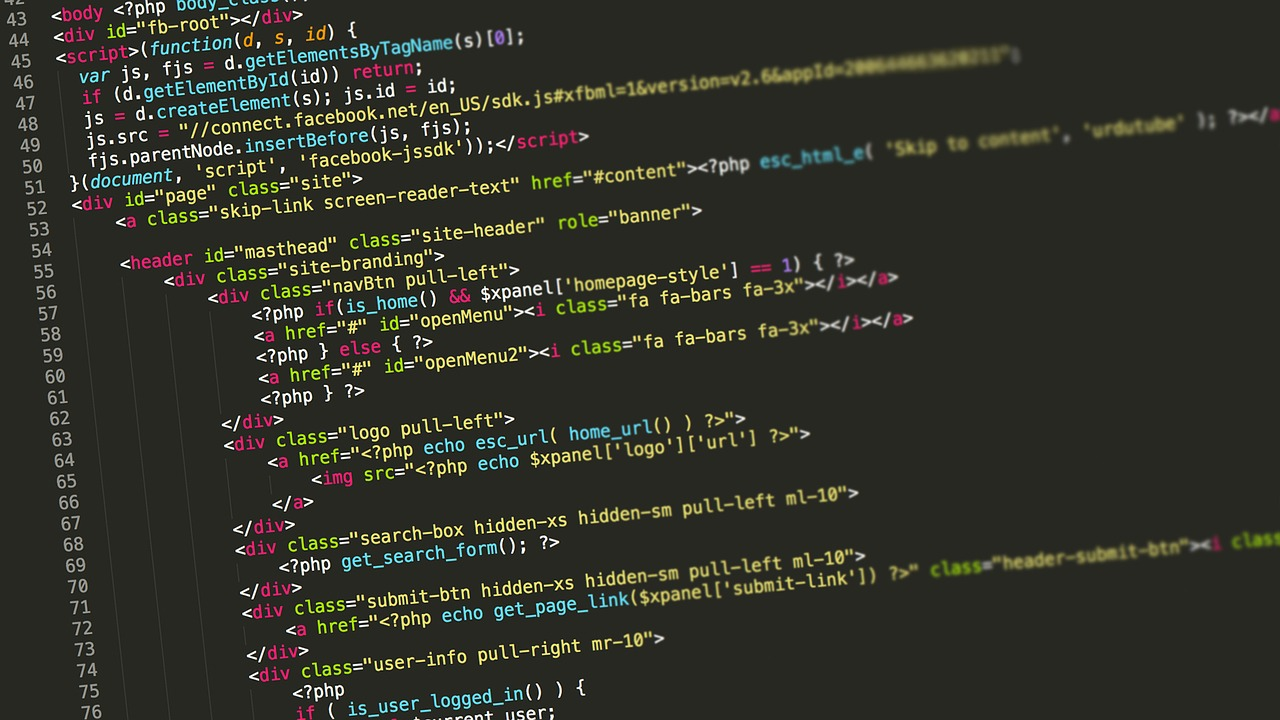 43 <body <?php body_class();
44 <div id="fb-root"></div>
45 <script>(function(d, s, id) {
46 var js, fjs = d.getElementsByTagName(s)[0];
47 if (d.getElementById(id)) return;
48 js = d.createElement(s); js.id = id;
49 js.src = "//connect.facebook.net/en_US/sdk.js#xfbml=1&version=v2.6&appId=
50 fjs.parentNode.insertBefore(js, fjs);
51 }(document, 'script', 'facebook-jssdk'));</script>
52 <div id="page" class="site">
53 <a class="skip-link screen-reader-text" href="#content"><?php esc_html_e( 'Skip to content', 'urdutube' ); ?></a
54
55 <header id="masthead" class="site-header" role="banner">
56 <div class="site-branding">
57 <div class="navBtn pull-left">
58 <?php if(is_home() && $xpanel['homepage-style'] == 1) { ?>
59 <a href="#" id="openMenu"><i class="fa fa-bars fa-3x"></i></a>
60 <?php } else { ?>
61 <a href="#" id="openMenu2"><i class="fa fa-bars fa-3x"></i></a>
62 <?php } ?>
63 </div>
64 <div class="logo pull-left">
65 <a href="<?php echo esc_url( home_url() ) ?>">
66 <img src="<?php echo $xpanel['logo']['url'] ?>">
67 </a>
68 </div>
69 <div class="search-box hidden-xs hidden-sm pull-left ml-10">
70 <?php get_search_form(); ?>
71 </div>
72 <div class="submit-btn hidden-xs hidden-sm pull-left ml-10">
73 <a href="<?php echo get_page_link($xpanel['submit-link']) ?>" class="header-submit-btn"><i class
74 </div>
75 <div class="user-info pull-right mr-10">
76 <?php
if ( is_user_logged_in() ) {
current_user;